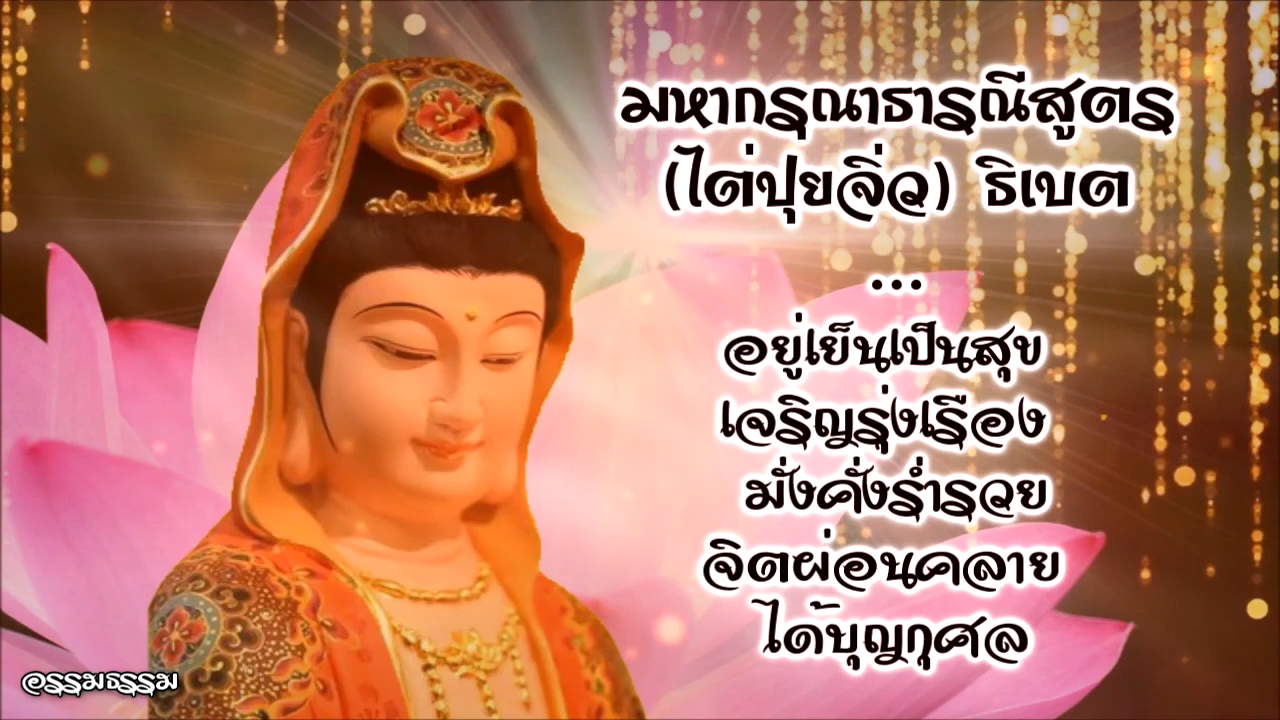 มหากรุณาธารณีสูตร
(ไต่ปุยจิ่ว) ธิเบต
...
อยู่เย็นเป็นสุข
เจริญรุ่งเรือง
มั่งคั่งร่ำรวย
จิตผ่อนคลาย
ได้บุญกุศล
อรรมธรรม